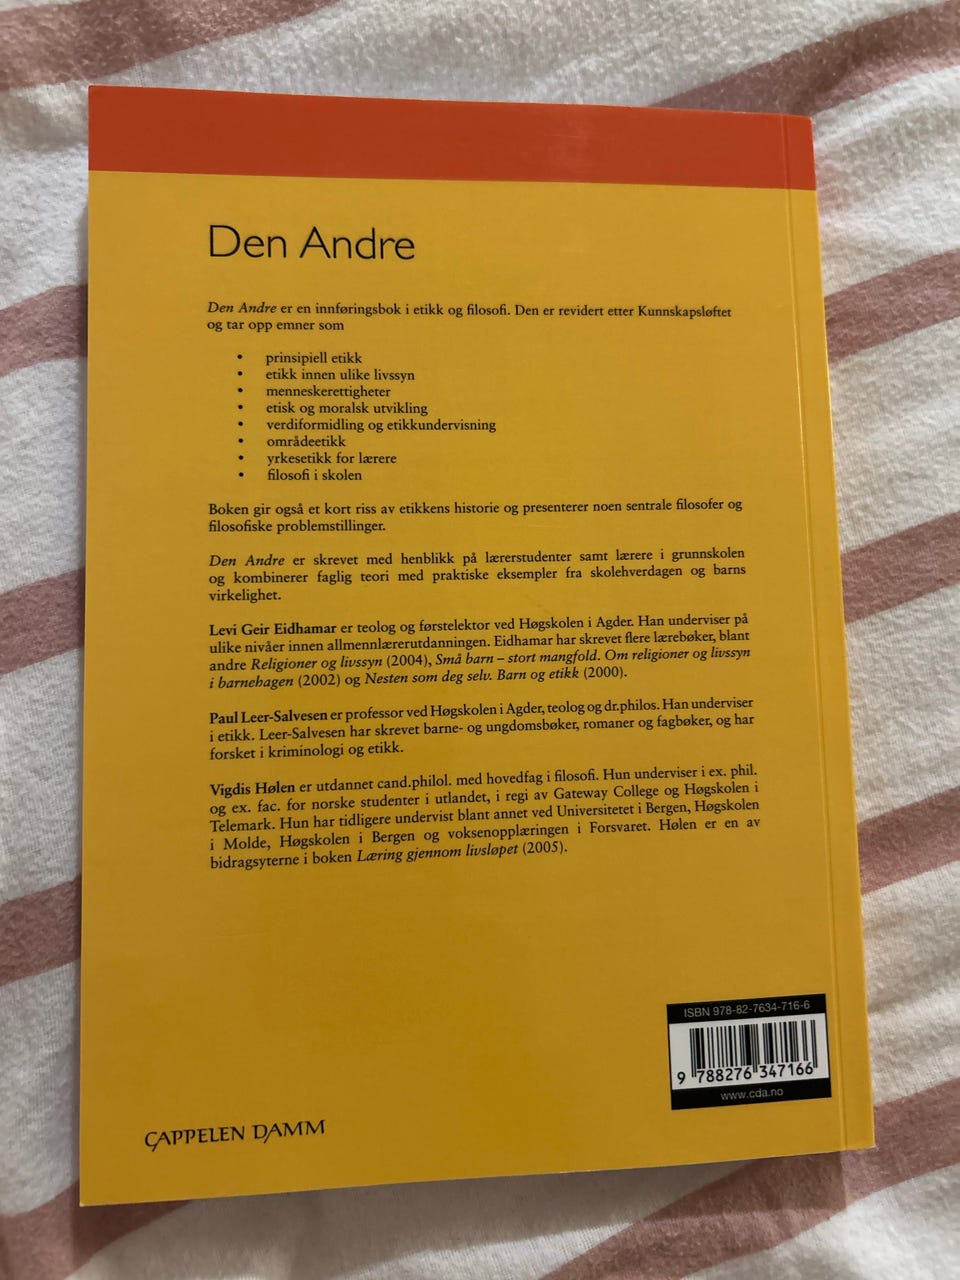 Den Andre
Den Andre er en innføringsbok i etikk og filosofi. Den er revidert etter Kunnskapsløftet
og tar opp emner som
• prinsipiell etikk
• etikk innen ulike livssyn
• menneskerettigheter
• etisk og moralsk utvikling
• verdiformidling og etikkundervisning
• områdeetikk
• yrkesetikk for lærere
• filosofi i skolen
Boken gir også et kort riss av etikkens historie og presenterer noen sentrale filosofer og
filosofiske problemstillinger.
Den Andre er skrevet med henblikk på lærerstudenter samt lærere i grunnskolen
og kombinerer faglig teori med praktiske eksempler fra skolehverdagen og barns
virkelighet.
Levi Geir Eidhamar er teolog og førstelektor ved Høgskolen i Agder. Han underviser på
ulike nivåer innen allmennlærerutdanningen. Eidhamar har skrevet flere lærebøker, blant
andre Religioner og livssyn (2004), Små barn – stort mangfold. Om religioner og livssyn
i barnehagen (2002) og Nesten som deg selv. Barn og etikk (2000).
Paul Leer-Salvesen er professor ved Høgskolen i Agder, teolog og dr.philos. Han underviser
i etikk. Leer-Salvesen har skrevet barne- og ungdomsbøker, romaner og fagbøker, og har
forsket i kriminologi og etikk.
Vigdis Hølen er utdannet cand.philol. med hovedfag i filosofi. Hun underviser i ex. phil.
og ex. fac. for norske studenter i utlandet, i regi av Gateway College og Høgskolen i
Telemark. Hun har tidligere undervist blant annet ved Universitetet i Bergen, Høgskolen
i Molde, Høgskolen i Bergen og voksenopplæringen i Forsvaret. Hølen er en av
bidragsyterne i boken Læring gjennom livsløpet (2005).
ISBN 978-82-7634-716-6
9 788276 347166
www.cda.no
CAPPELEN DAMM